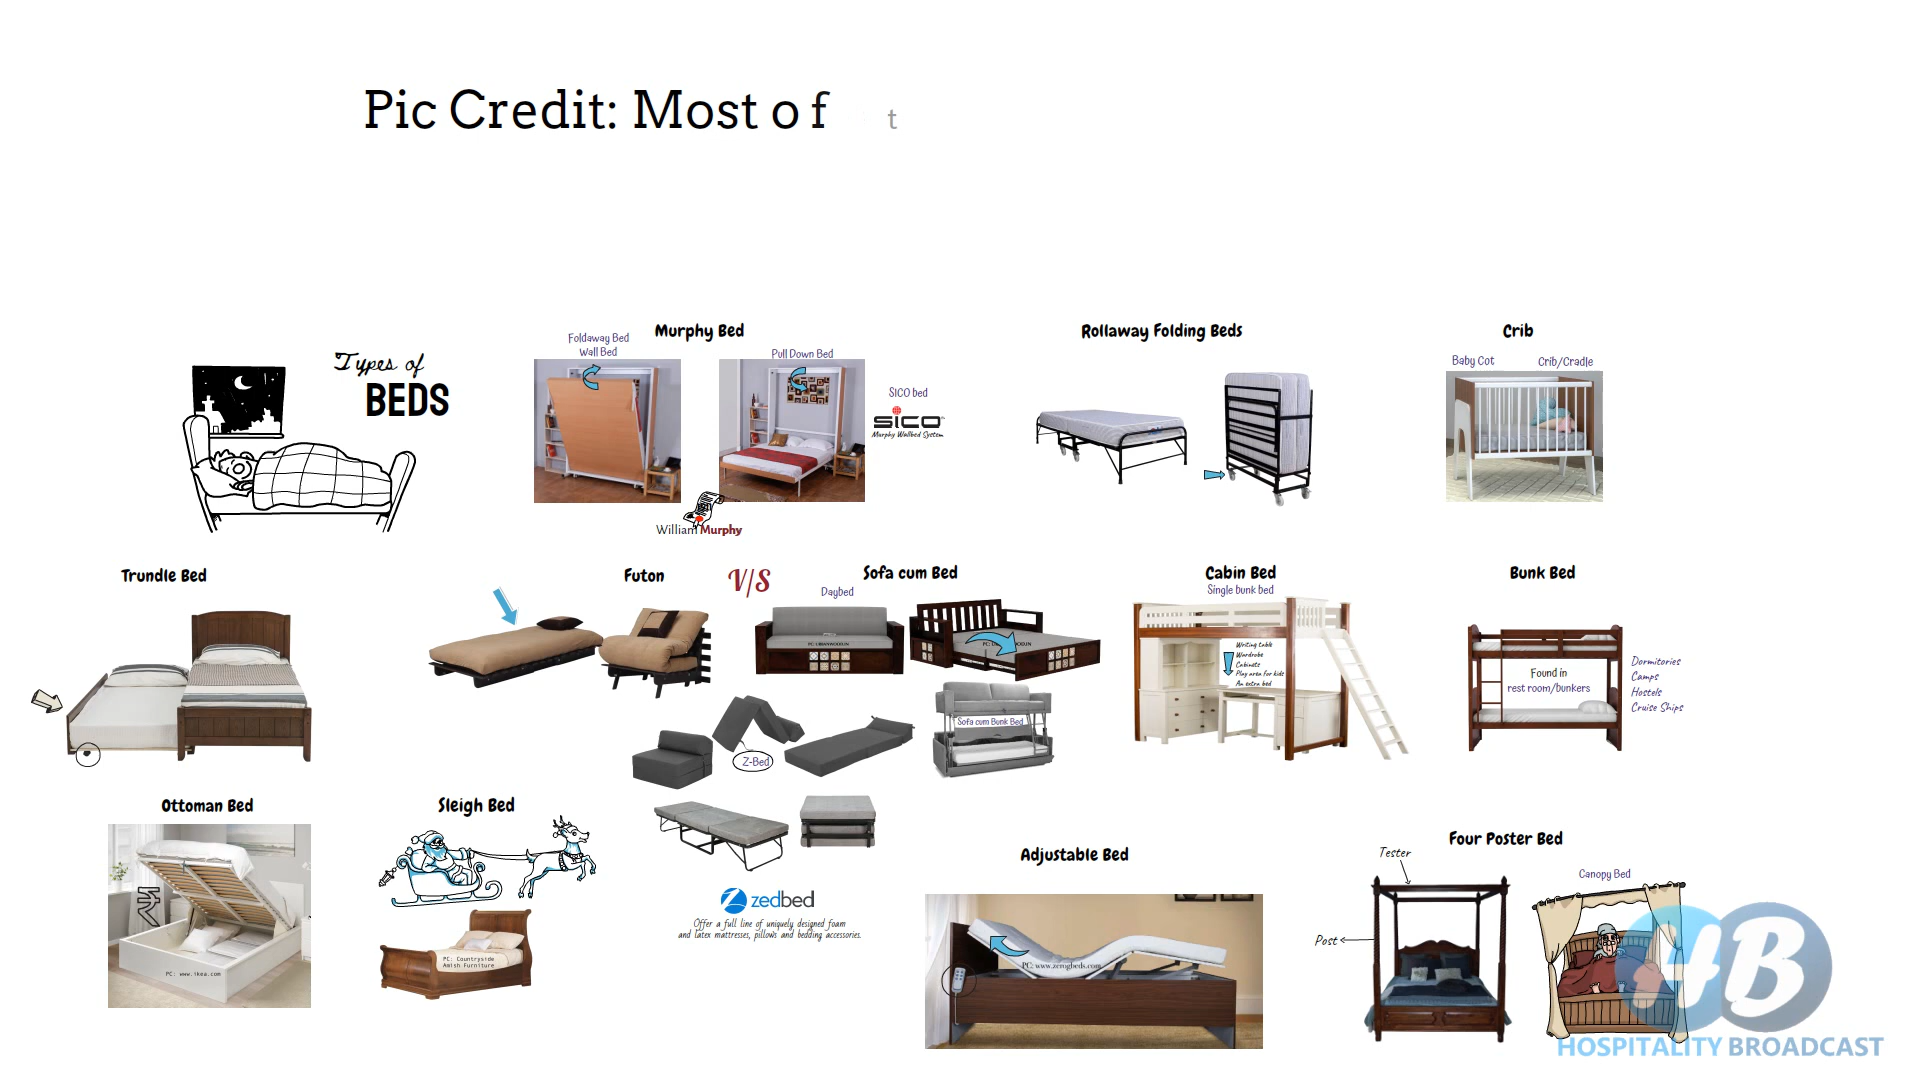 Pic Credit: Most of t
Types of
BEDS
Murphy Bed
Foldaway Bed
Wall Bed
Pull Down Bed
SICO bed
SICO
Murphy Wallbed System
William Murphy
Rollaway Folding Beds
Crib
Baby Cot
Crib/Cradle
Trundle Bed
Futon
V/S
Sofa cum Bed
Daybed
PC: URBANWOOD.IN
Sofa cum Bunk Bed
Z-Bed
zedbed
Offer a full line of uniquely designed foam
and latex mattresses, pillows and bedding accessories.
Cabin Bed
Single bunk bed
Writing table
Wardrobe
Cabinets
Play area for kids
An extra bed
Bunk Bed
Found in
rest room/bunkers
Dormitories
Camps
Hostels
Cruise Ships
Ottoman Bed
PC: www.ikea.com
Sleigh Bed
PC: Countryside
Amish Furniture
Adjustable Bed
PC: www.zerogbeds.com
Four Poster Bed
Tester
Post
Canopy Bed
HB
HOSPITALITY BROADCAST